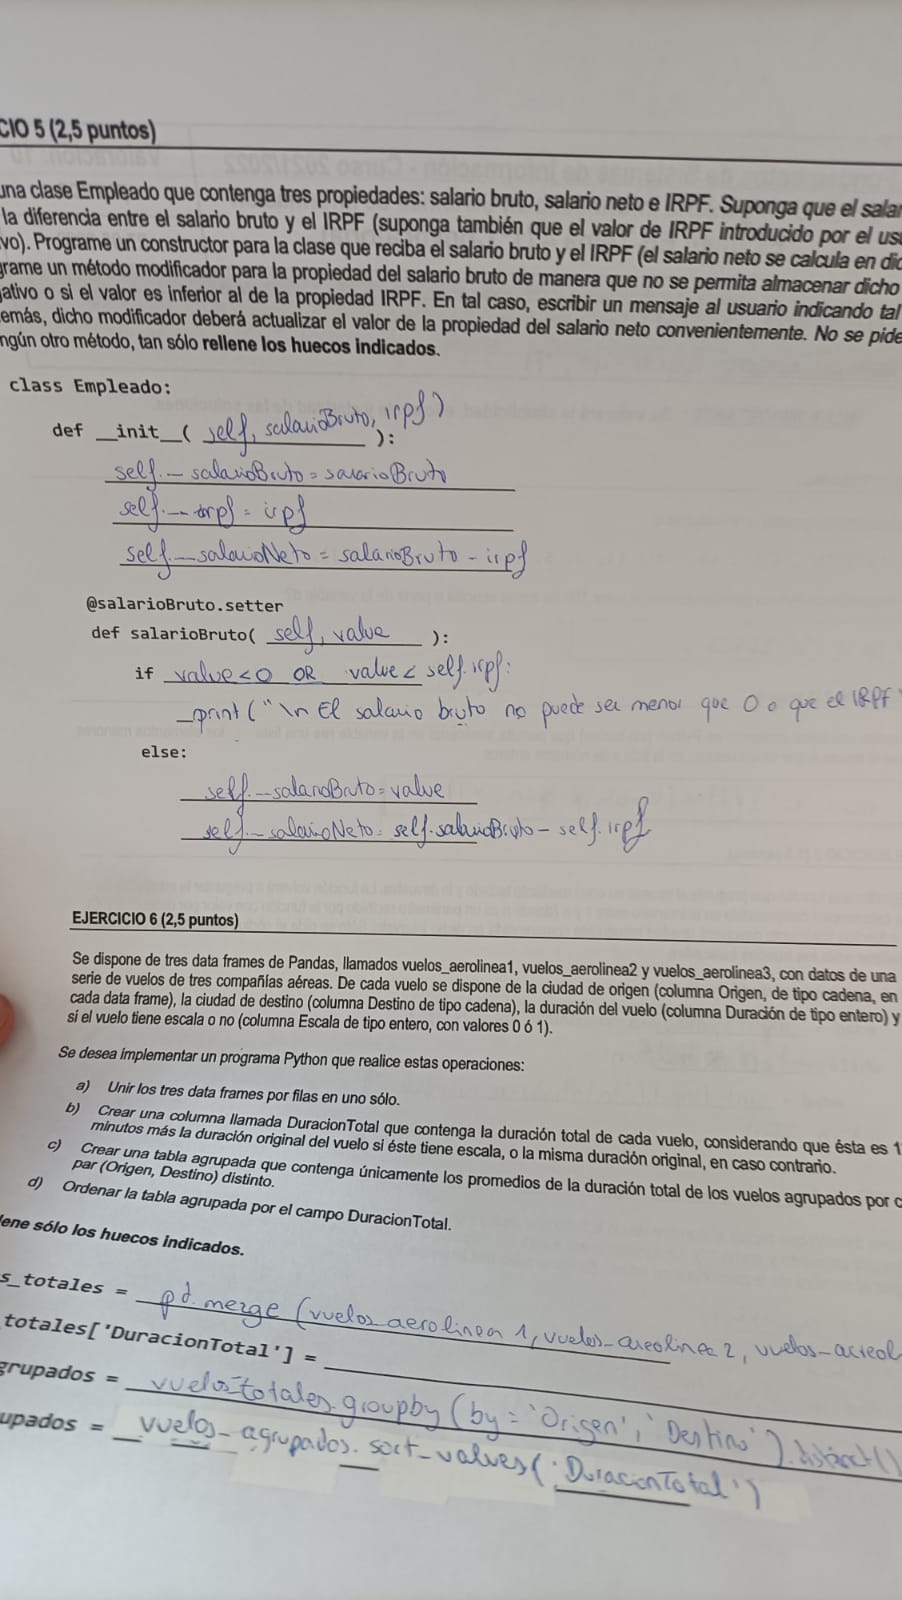 CIO 5 (2,5 puntos)
una clase Empleado que contenga tres propiedades: salario bruto, salario neto e IRPF. Suponga que el salar
la diferencia entre el salario bruto y el IRPF (suponga también que el valor de IRPF introducido por el usu
vo). Programe un constructor para la clase que reciba el salario bruto y el IRPF (el salario neto se calcula en dic
grame un método modificador para la propiedad del salario bruto de manera que no se permita almacenar dicho
gativo o si el valor es inferior al de la propiedad IRPF. En tal caso, escribir un mensaje al usuario indicando tal
emás, dicho modificador deberá actualizar el valor de la propiedad del salario neto convenientemente. No se pide
ngún otro método, tan sólo rellene los huecos indicados.
class Empleado:
def __init__( self, salarioBruto, irpf) ):
self.__salarioBruto = salarioBruto
self.__irpf = irpf
self.__salarioNeto = salarioBruto - irpf
@salarioBruto.setter
def salarioBruto( self, value ):
if value<0 OR value < self.irpf:
print("\n El salario bruto no puede ser menor que 0 o que el IRPF"
else:
self.__salarioBruto = value
self.__salarioNeto = self.salarioBruto - self.irpf
EJERCICIO 6 (2,5 puntos)
Se dispone de tres data frames de Pandas, llamados vuelos_aerolinea1, vuelos_aerolinea2 y vuelos_aerolinea3, con datos de una
serie de vuelos de tres compañías aéreas. De cada vuelo se dispone de la ciudad de origen (columna Origen, de tipo cadena, en
cada data frame), la ciudad de destino (columna Destino de tipo cadena), la duración del vuelo (columna Duración de tipo entero) y
si el vuelo tiene escala o no (columna Escala de tipo entero, con valores 0 ó 1).
Se desea implementar un programa Python que realice estas operaciones:
a) Unir los tres data frames por filas en uno sólo.
b) Crear una columna llamada DuracionTotal que contenga la duración total de cada vuelo, considerando que ésta es 1
minutos más la duración original del vuelo si éste tiene escala, o la misma duración original, en caso contrario.
c) Crear una tabla agrupada que contenga únicamente los promedios de la duración total de los vuelos agrupados por c
par (Origen, Destino) distinto.
d) Ordenar la tabla agrupada por el campo DuracionTotal.
lene sólo los huecos indicados.
s_totales = pd.merge (vuelos_aerolinea 1, vuelos_aerolinea 2, vuelos_aereol
totales['DuracionTotal'] =
grupados = vuelos_totales.groupby (by = 'Origen', 'Destino').distinct()
upados = vuelos_agrupados.sort_values('DuracionTotal')